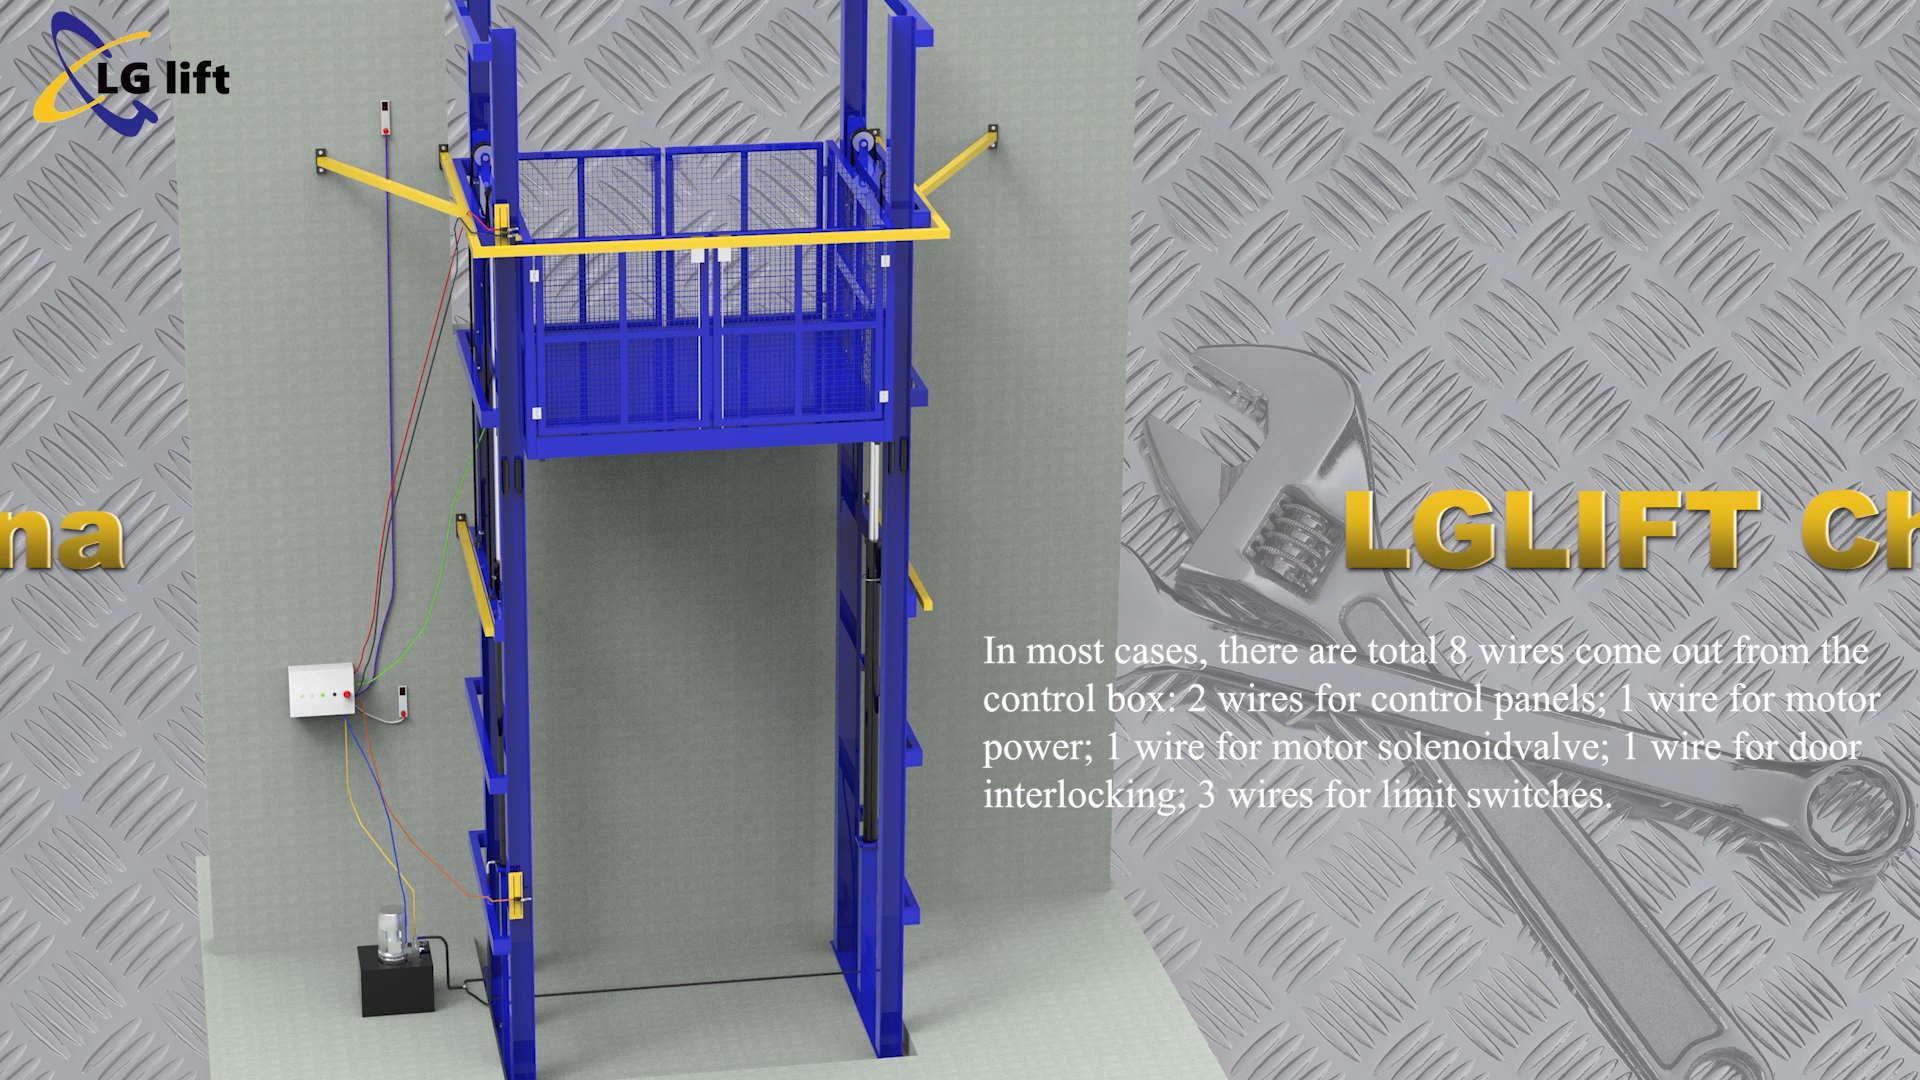 LG lift
na
LGLIFT Ch
In most cases, there are total 8 wires come out from the
control box: 2 wires for control panels; 1 wire for motor
power; 1 wire for motor solenoidvalve; 1 wire for door
interlocking; 3 wires for limit switches.